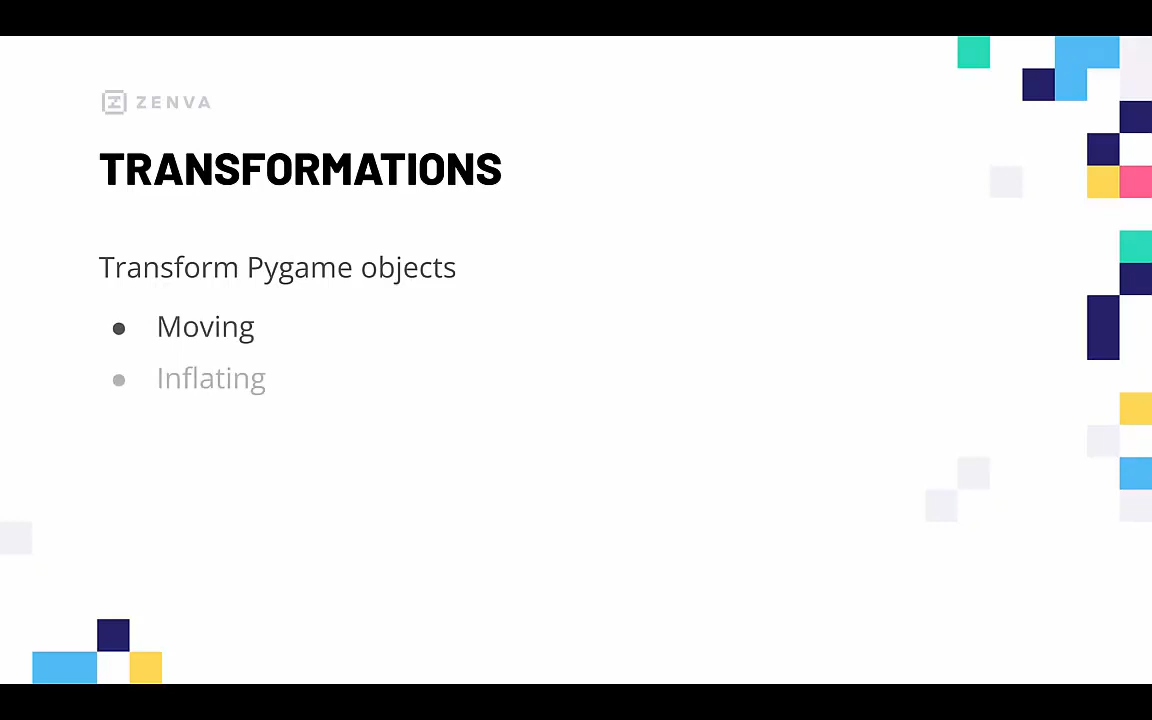 ZENVA
TRANSFORMATIONS
Transform Pygame objects
● Moving
● Inflating